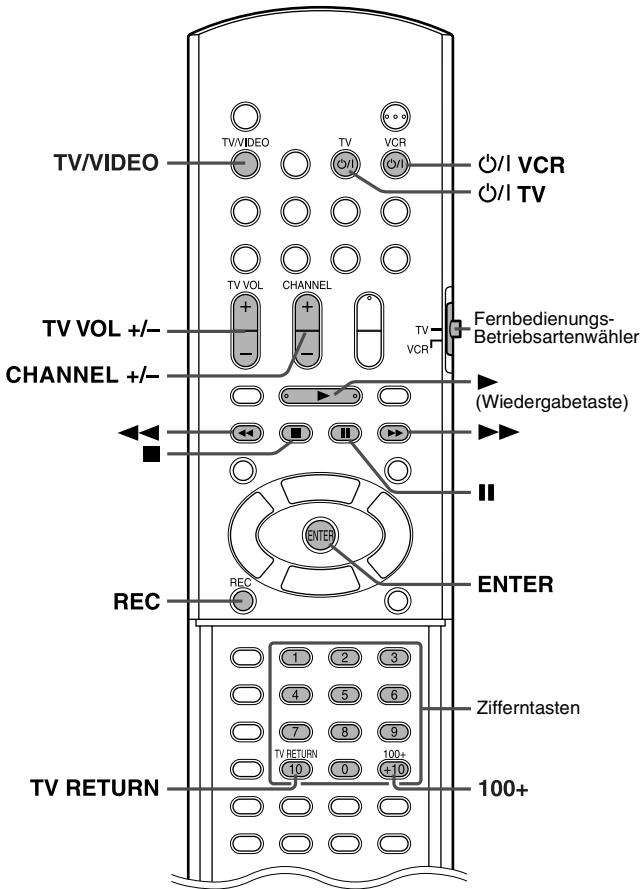 TV/VIDEO
TV
VCR
TV/VIDEO
⏻/I
⏻/I
⏻/I VCR
⏻/I TV
TV VOL
CHANNEL
+
+
TV VOL +/–
–
–
CHANNEL +/–
TV
VCR
Fernbedienungs-
Betriebsartenwähler
►
►
(Wiedergabetaste)
◄◄
◄◄
■
❚❚
►►
►►
■
❚❚
ENTER
ENTER
REC
REC
1
2
3
4
5
6
Zifferntasten
7
8
9
TV RETURN
100+
10
0
+10
TV RETURN
100+